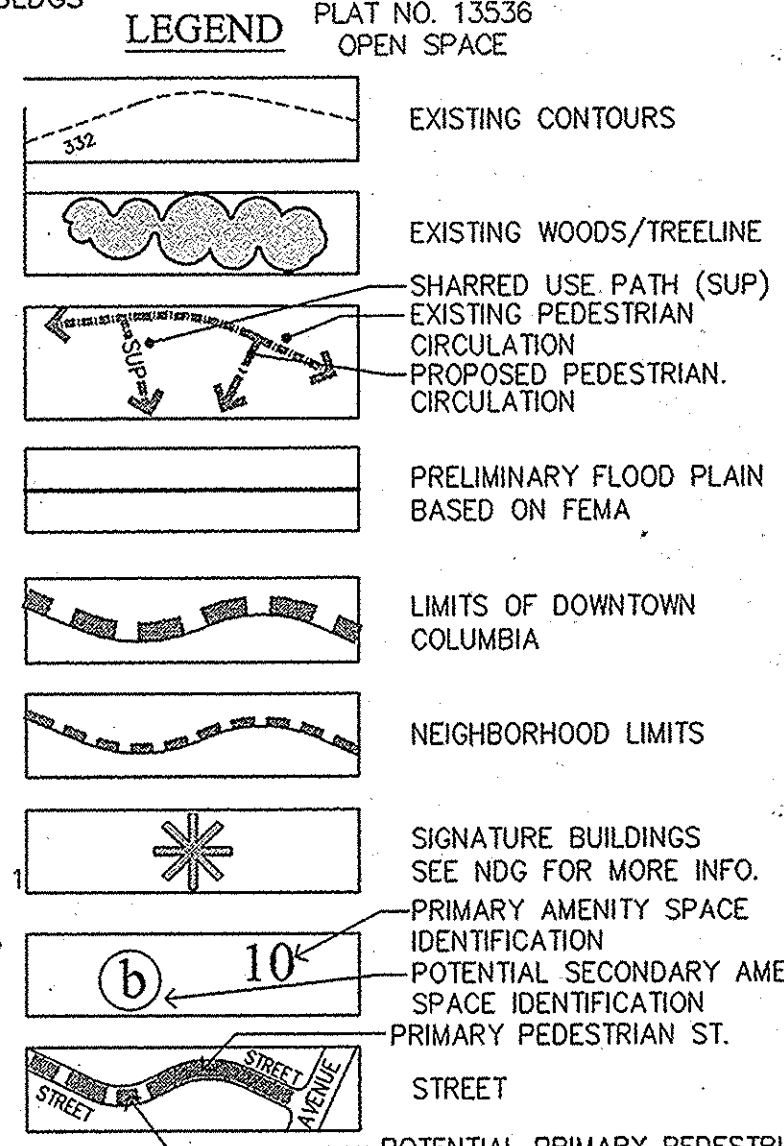 BLDGS
LEGEND
PLAT NO. 13536
OPEN SPACE
332
EXISTING CONTOURS
EXISTING WOODS/TREELINE
SUP
SHARRED USE PATH (SUP)
EXISTING PEDESTRIAN
CIRCULATION
PROPOSED PEDESTRIAN.
CIRCULATION
PRELIMINARY FLOOD PLAIN
BASED ON FEMA
LIMITS OF DOWNTOWN
COLUMBIA
NEIGHBORHOOD LIMITS
1
SIGNATURE BUILDINGS
SEE NDG FOR MORE INFO.
b 10
PRIMARY AMENITY SPACE
IDENTIFICATION
POTENTIAL SECONDARY AME
SPACE IDENTIFICATION
PRIMARY PEDESTRIAN ST.
STREET
STREET
AVENUE
STREET
POTENTIAL PRIMARY PEDESTRI